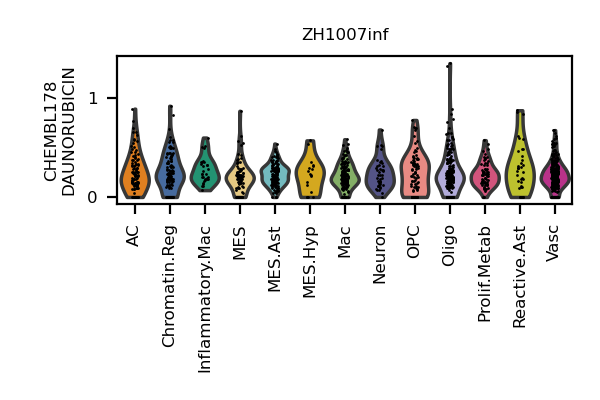 ZH1007inf
CHEMBL178
DAUNORUBICIN
1
0
AC
Chromatin.Reg
Inflammatory.Mac
MES
MES.Ast
MES.Hyp
Mac
Neuron
OPC
Oligo
Prolif.Metab
Reactive.Ast
Vasc